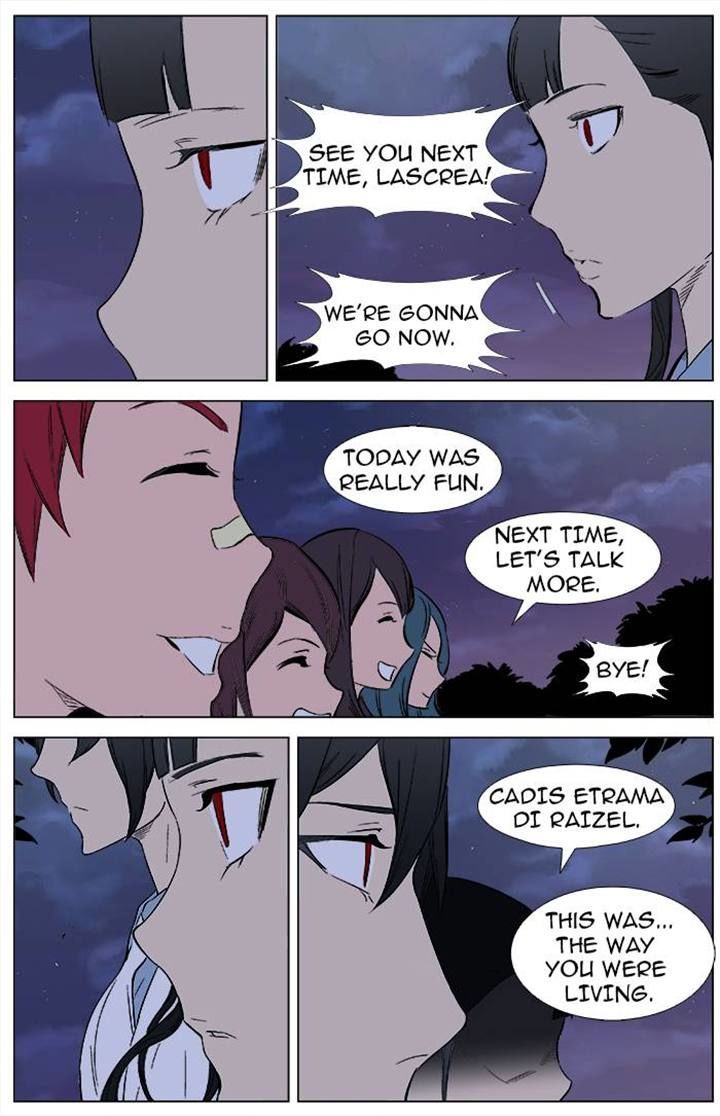 SEE YOU NEXT
TIME, LASCREA!
WE'RE GONNA
GO NOW.
TODAY WAS
REALLY FUN.
NEXT TIME,
LET'S TALK
MORE.
BYE!
CADIS ETRAMA
DI RAIZEL.
THIS WAS...
THE WAY
YOU WERE
LIVING.